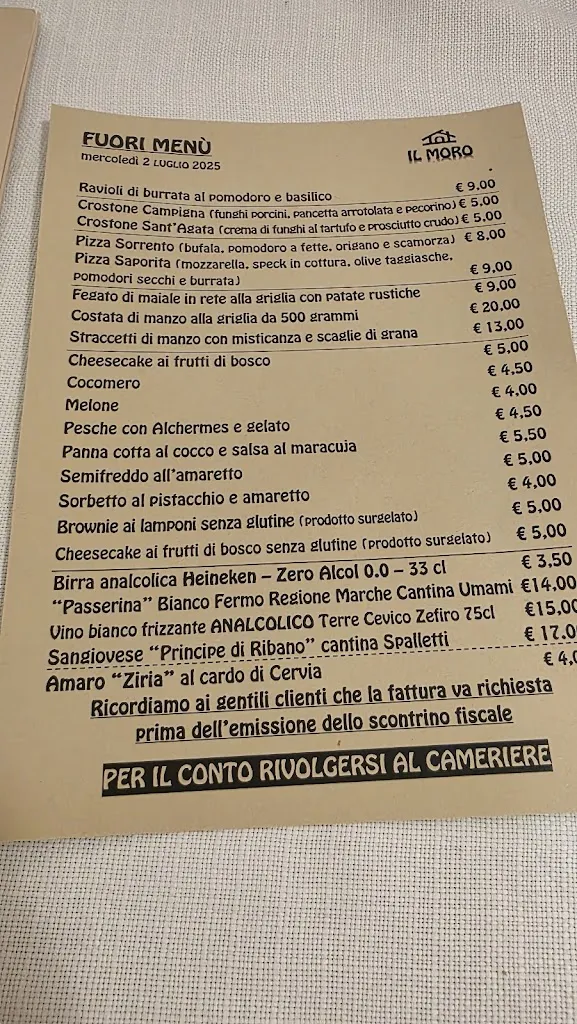 FUORI MENÙ
mercoledì 2 LUGLIO 2025
IL MORO
Ravioli di burrata al pomodoro e basilico € 9,00
Crostone Campigna (funghi porcini, pancetta arrotolata e pecorino) € 5,00
Crostone Sant'Agata (crema di funghi al tartufo e prosciutto crudo) € 5,00
Pizza Sorrento (bufala, pomodoro a fette, origano e scamorza) € 8,00
Pizza Saporita (mozzarella, speck in cottura, olive taggiasche,
pomodori secchi e burrata) € 9,00
Fegato di maiale in rete alla griglia con patate rustiche € 9,00
Costata di manzo alla griglia da 500 grammi € 20,00
Straccetti di manzo con misticanza e scaglie di grana € 13,00
Cheesecake ai frutti di bosco € 5,00
Cocomero € 4,50
Melone € 4,00
Pesche con Alchermes e gelato € 4,50
Panna cotta al cocco e salsa al maracuja € 5,50
Semifreddo all'amaretto € 5,00
Sorbetto al pistacchio e amaretto € 4,00
Brownie ai lamponi senza glutine (prodotto surgelato) € 5,00
Cheesecake ai frutti di bosco senza glutine (prodotto surgelato) € 5,00
Birra analcolica Heineken – Zero Alcol 0.0 – 33 cl € 3,50
"Passerina" Bianco Fermo Regione Marche Cantina Umami €14,00
Vino bianco frizzante ANALCOLICO Terre Cevico Zefiro 75cl €15,00
Sangiovese "Principe di Ribano" cantina Spalletti € 17,0
Amaro "Ziria" al cardo di Cervia € 4,
Ricordiamo ai gentili clienti che la fattura va richiesta
prima dell'emissione dello scontrino fiscale
PER IL CONTO RIVOLGERSI AL CAMERIERE